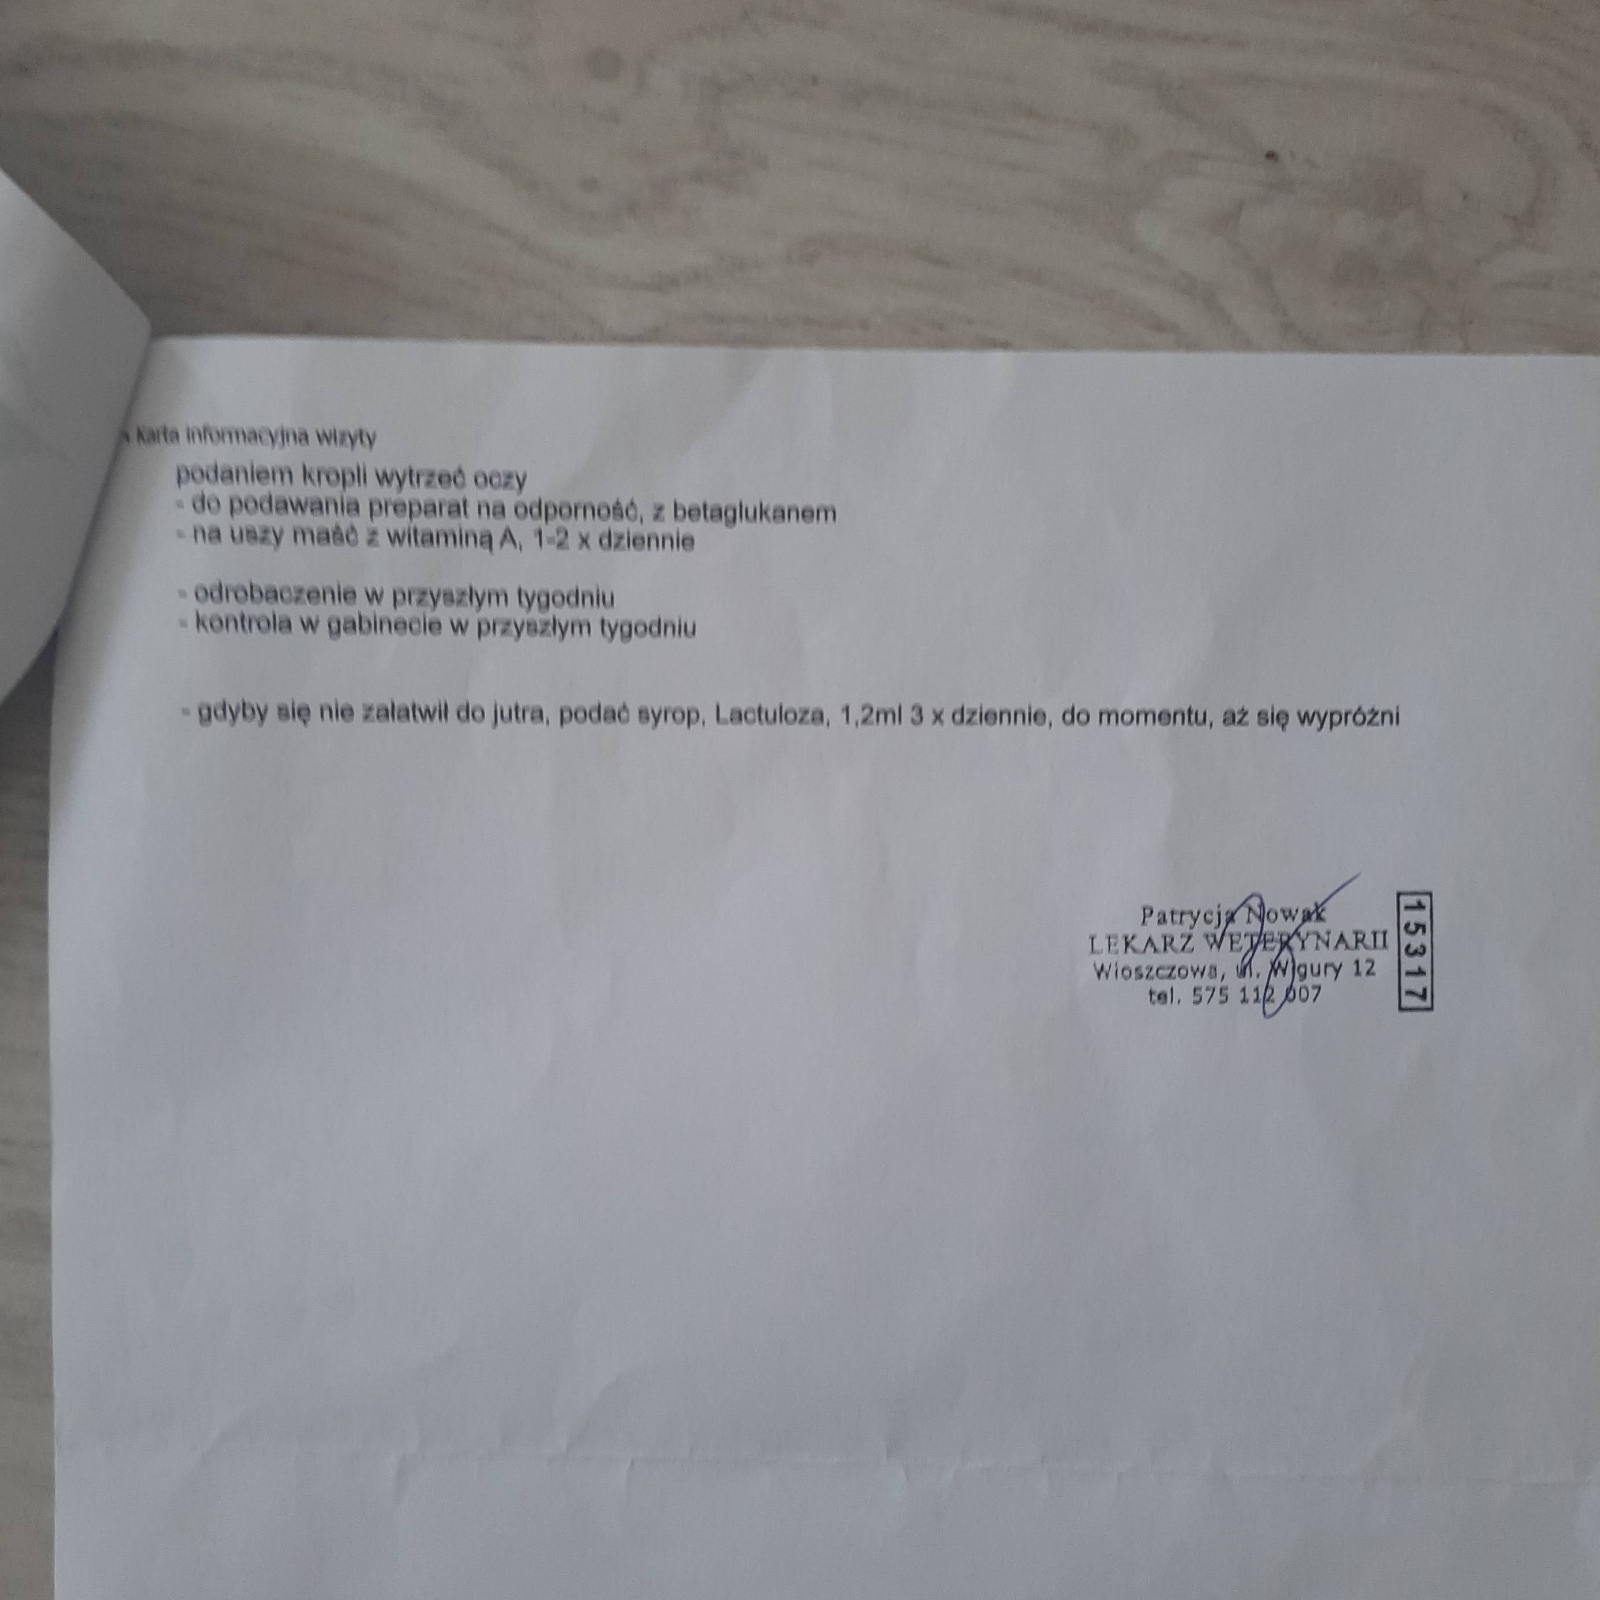 Karta informacyjna wizyty
podaniem kropli wytrzeć oczy
- do podawania preparat na odporność, z betaglukanem
- na uszy maść z witaminą A, 1-2 x dziennie
- odrobaczenie w przyszłym tygodniu
- kontrola w gabinecie w przyszłym tygodniu
- gdyby się nie załatwił do jutra, podać syrop, Lactuloza, 1,2ml 3 x dziennie, do momentu, aż się wypróżni
Patrycja Nowak
LEKARZ WETERYNARII
Włoszczowa, ul. Wigury 12
tel. 575 112 007
15317